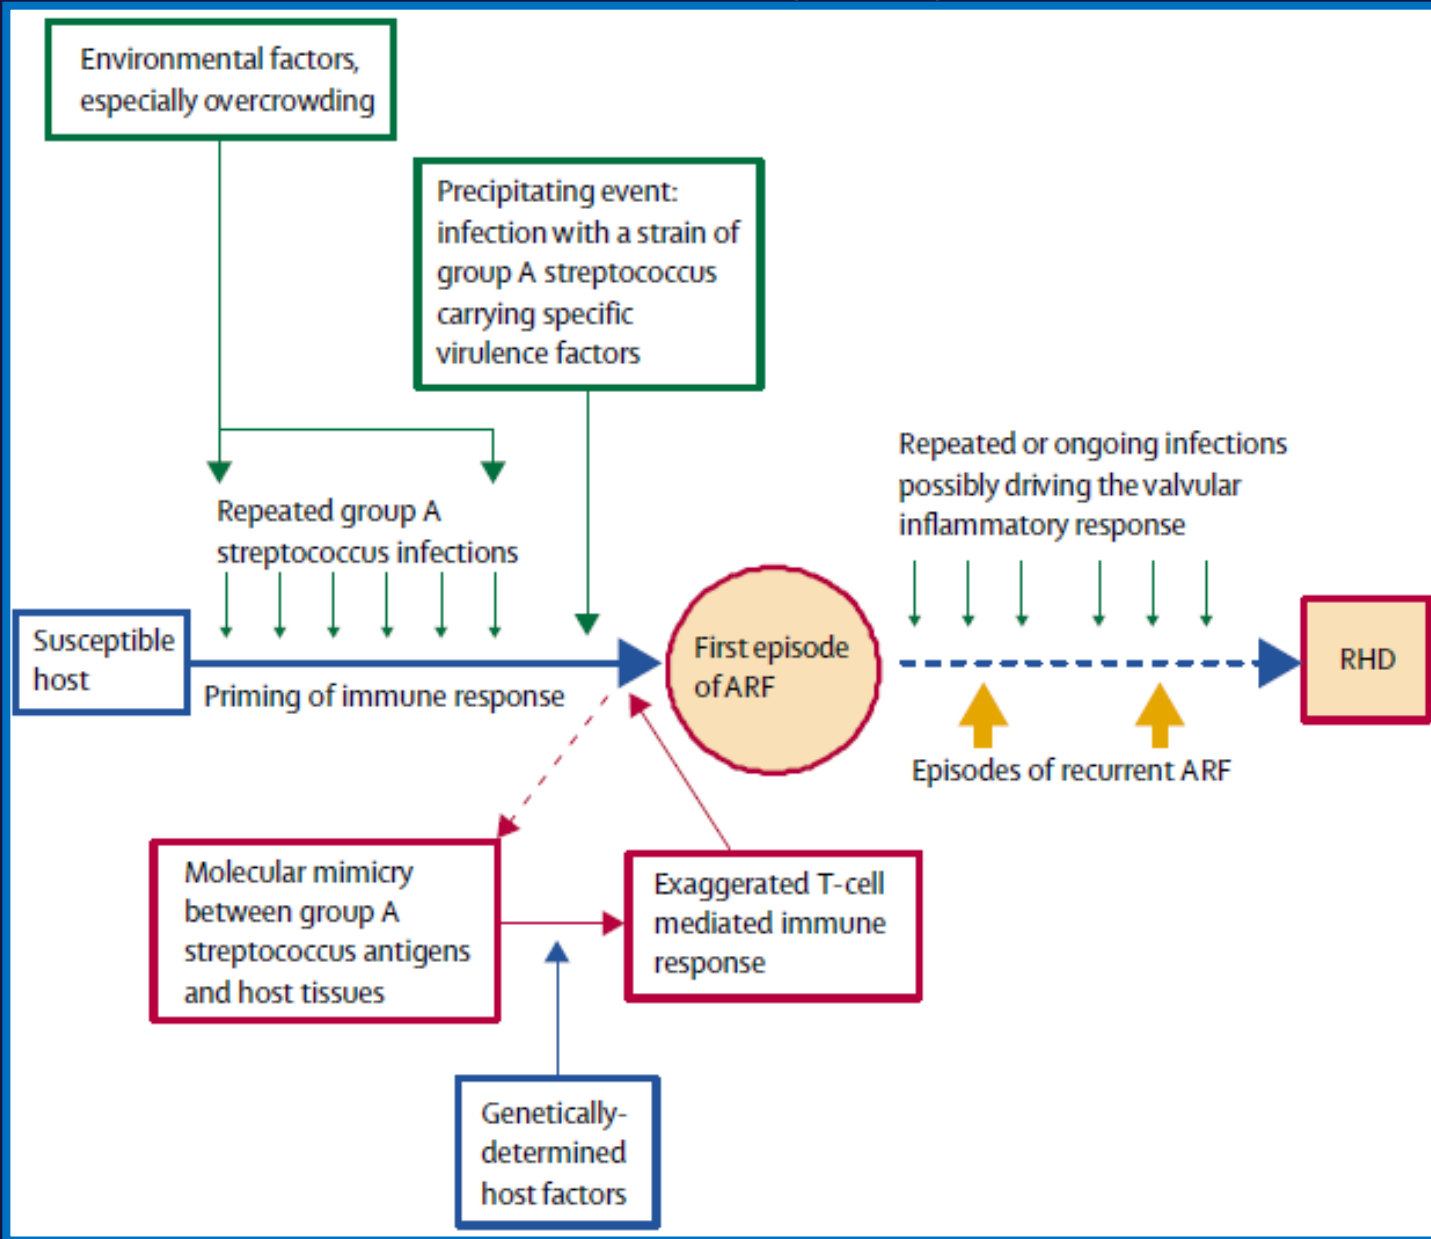 Environmental factors,
especially overcrowding
Precipitating event:
infection with a strain of
group A streptococcus
carrying specific
virulence factors
Repeated group A
streptococcus infections
Repeated or ongoing infections
possibly driving the valvular
inflammatory response
Susceptible
host
Priming of immune response
First episode
of ARF
RHD
Episodes of recurrent ARF
Molecular mimicry
between group A
streptococcus antigens
and host tissues
Exaggerated T-cell
mediated immune
response
Genetically-
determined
host factors